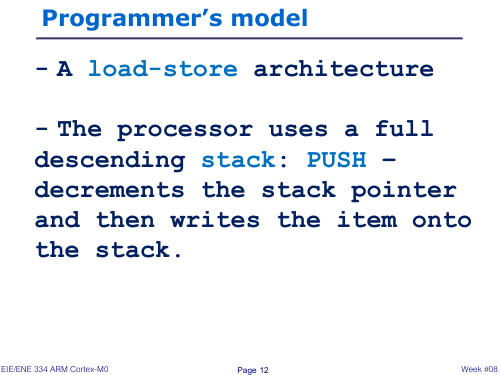 Programmer’s model
– A load-store architecture
– The processor uses a full
descending stack: PUSH –
decrements the stack pointer
and then writes the item onto
the stack.
EIE/ENE 334 ARM Cortex-M0 Page 12 Week #08